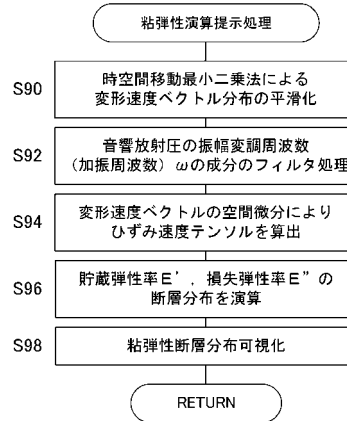 粘弾性演算提示処理
S90
時空間移動最小二乗法による
変形速度ベクトル分布の平滑化
S92
音響放射圧の振幅変調周波数
(加振周波数) ωの成分のフィルタ処理
S94
変形速度ベクトルの空間微分により
ひずみ速度テンソルを算出
S96
貯蔵弾性率E'，損失弾性率E"の
断層分布を演算
S98
粘弾性断層分布可視化
RETURN